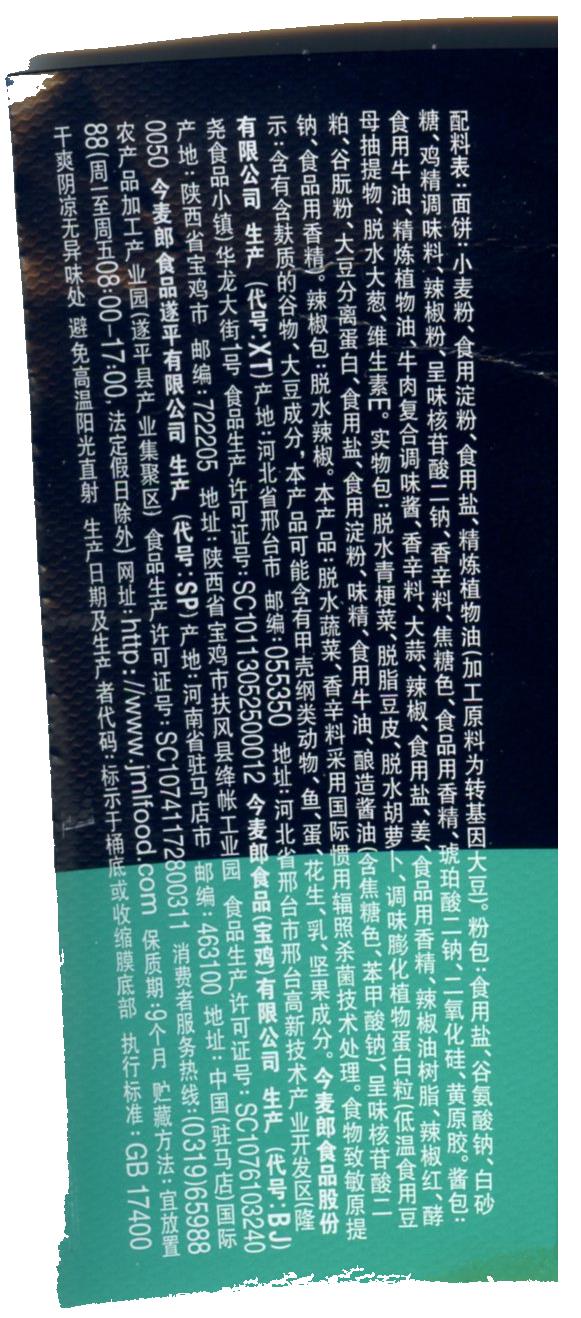 配料表：面饼：小麦粉、食用淀粉、食用盐、精炼植物油(加工原料为转基因大豆)。粉包：食用盐、谷氨酸钠、白砂
糖、鸡精调味料、辣椒粉、呈味核苷酸二钠、香辛料、焦糖色、食品用香精、琥珀酸二钠、二氧化硅、黄原胶。酱包：
食用牛油、精炼植物油、牛肉复合调味酱、香辛料、大蒜、辣椒、食用盐、姜、食品用香精、辣椒油树脂、辣椒红、酵
母抽提物、脱水大葱、维生素E。实物包：脱水青梗菜、脱脂豆皮、脱水胡萝卜、调味膨化植物蛋白粒(低温食用豆
粕、谷朊粉、大豆分离蛋白、食用盐、食用淀粉、味精、食用牛油、酿造酱油(含焦糖色、苯甲酸钠)、呈味核苷酸二
钠、食品用香精)。辣椒包：脱水辣椒。本产品：脱水蔬菜、香辛料采用国际惯用辐照杀菌技术处理。食物致敏原提
示：含有含麸质的谷物、大豆成分，本产品可能含有甲壳纲类动物、鱼、蛋、花生、乳、坚果成分。今麦郎食品股份
有限公司 生产 (代号：XT) 产地：河北省邢台市 邮编：055350 地址：河北省邢台市邢台高新技术产业开发区(隆
尧食品小镇)华龙大街1号 食品生产许可证号：SC10113052500012 今麦郎食品(宝鸡)有限公司 生产 (代号：BJ)
产地：陕西省宝鸡市 邮编：722205 地址：陕西省宝鸡市扶风县绛帐工业园 食品生产许可证号：SC1076103240
0050 今麦郎食品遂平有限公司 生产 (代号：SP) 产地：河南省驻马店市 邮编：463100 地址：中国(驻马店)国际
农产品加工产业园(遂平县产业集聚区) 食品生产许可证号：SC10741172800311 消费者服务热线：(0319)65988
88(周一至周五08:00-17:00，法定假日除外) 网址：http://www.jmlfood.com 保质期：9个月 贮藏方法：宜放置
干爽阴凉无异味处 避免高温阳光直射 生产日期及生产者代码：标示于桶底或收缩膜底部 执行标准：GB 17400